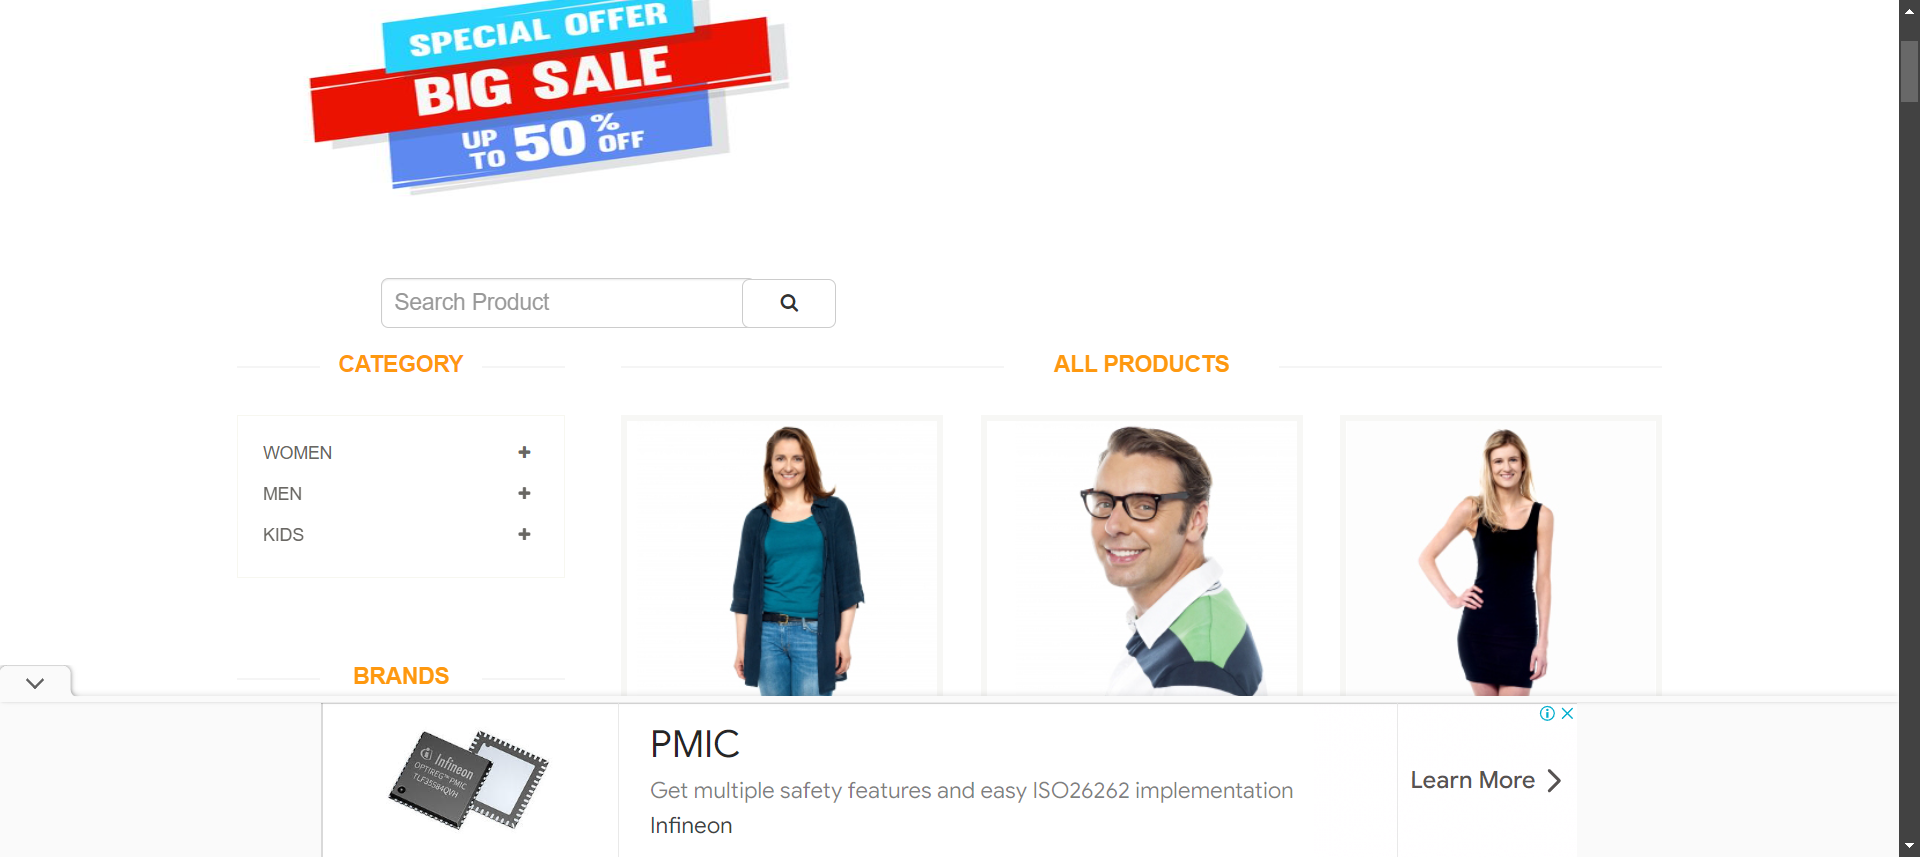 SPECIAL OFFER
BIG SALE
UP TO 50% OFF
Search Product
CATEGORY
ALL PRODUCTS
WOMEN
MEN
KIDS
BRANDS
Infineon
OPTIREG™ PMIC
TLF35584QVH
PMIC
Get multiple safety features and easy ISO26262 implementation
Infineon
Learn More